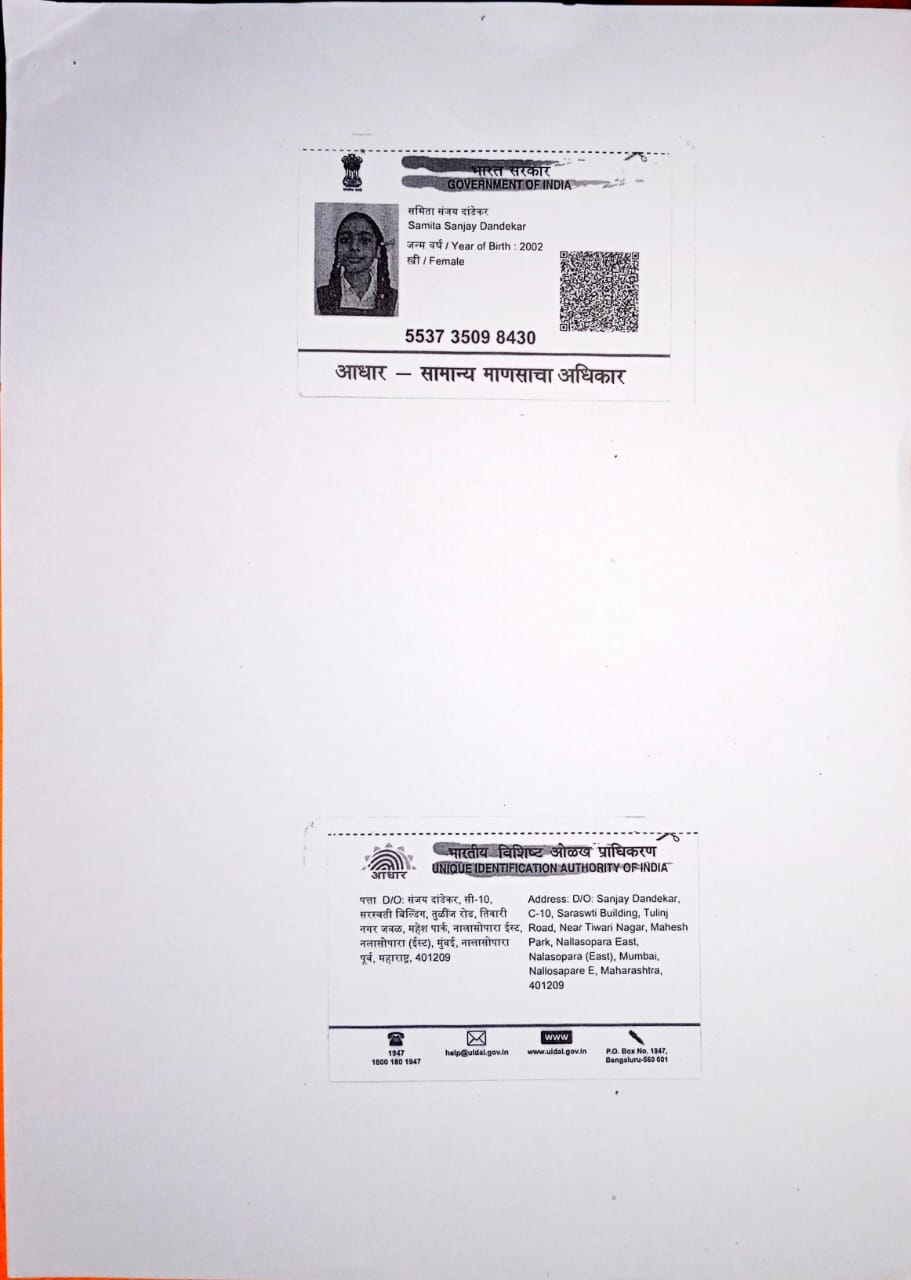 भारत सरकार
GOVERNMENT OF INDIA
समिता संजय दांडेकर
Samita Sanjay Dandekar
जन्म वर्ष / Year of Birth : 2002
स्त्री / Female
5537 3509 8430
आधार — सामान्य माणसाचा अधिकार
भारतीय विशिष्ट ओळख प्राधिकरण
UNIQUE IDENTIFICATION AUTHORITY OF INDIA
आधार
पत्ता D/O: संजय दांडेकर, सी-10,
सरस्वती बिल्डिंग, तुळींज रोड, तिवारी
नगर जवळ, महेश पार्क, नालासोपारा ईस्ट,
नलासोपारा (ईस्ट), मुंबई, नालासोपारा
पूर्व, महाराष्ट्र, 401209
Address: D/O: Sanjay Dandekar,
C-10, Saraswti Building, Tulinj
Road, Near Tiwari Nagar, Mahesh
Park, Nallasopara East,
Nalasopara (East), Mumbai,
Nallosapare E, Maharashtra,
401209
1947
1800 180 1947
help@uidai.gov.in
WWW
www.uidai.gov.in
P.O. Box No. 1947,
Bengaluru-560 001